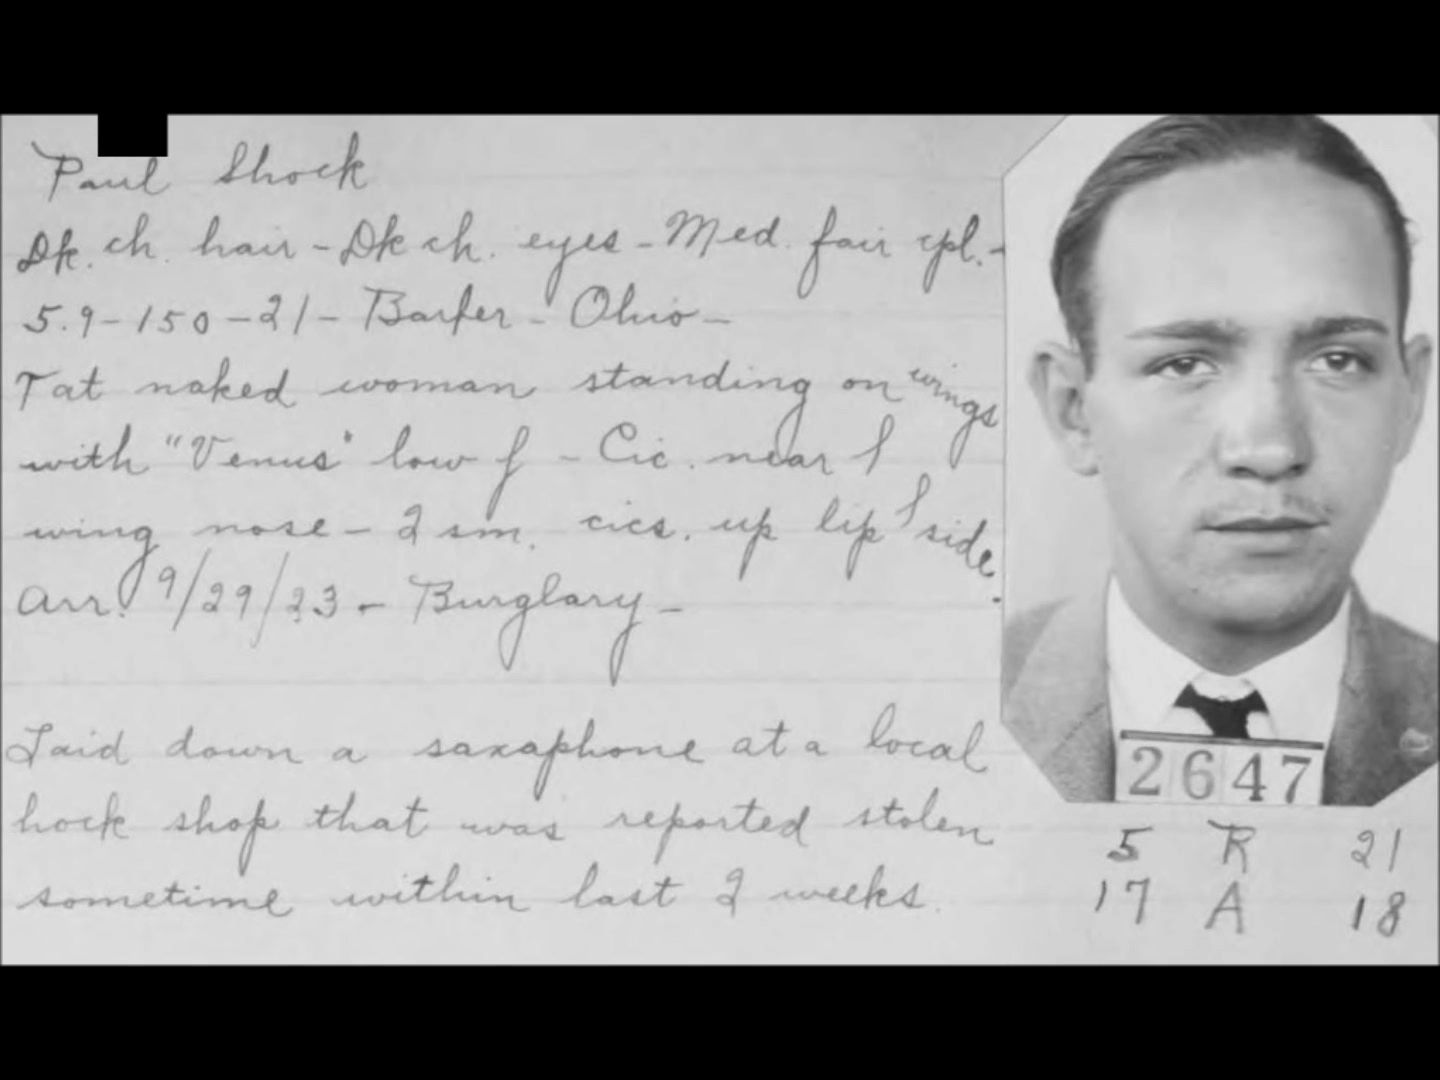 Paul Shock
Dk. ch. hair - Dk ch. eyes - Med. fair cpl. -
5.9 - 150 - 21 - Barber - Ohio -
Tat naked woman standing on wings
with "Venus" low f - Cic. near l
wing nose - 2 sm. cics. up lip l side.
Arr. 9/29/23 - Burglary -
Laid down a saxaphone at a local
hock shop that was reported stolen
sometime within last 2 weeks.
2647
5 R 21
17 A 18